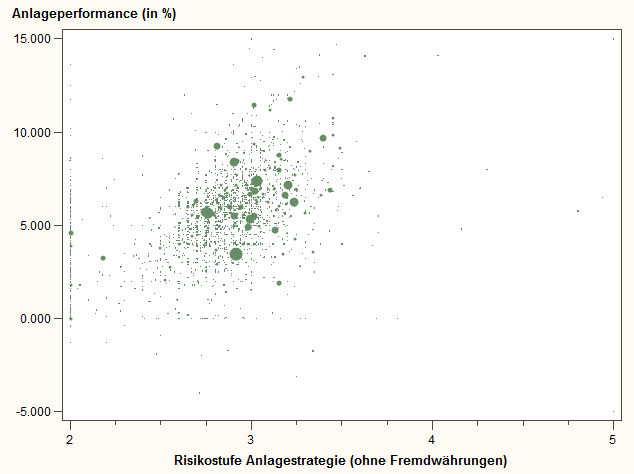 Anlageperformance (in %)
15.000
10.000
5.000
0.000
-5.000
2 3 4 5
Risikostufe Anlagestrategie (ohne Fremdwährungen)